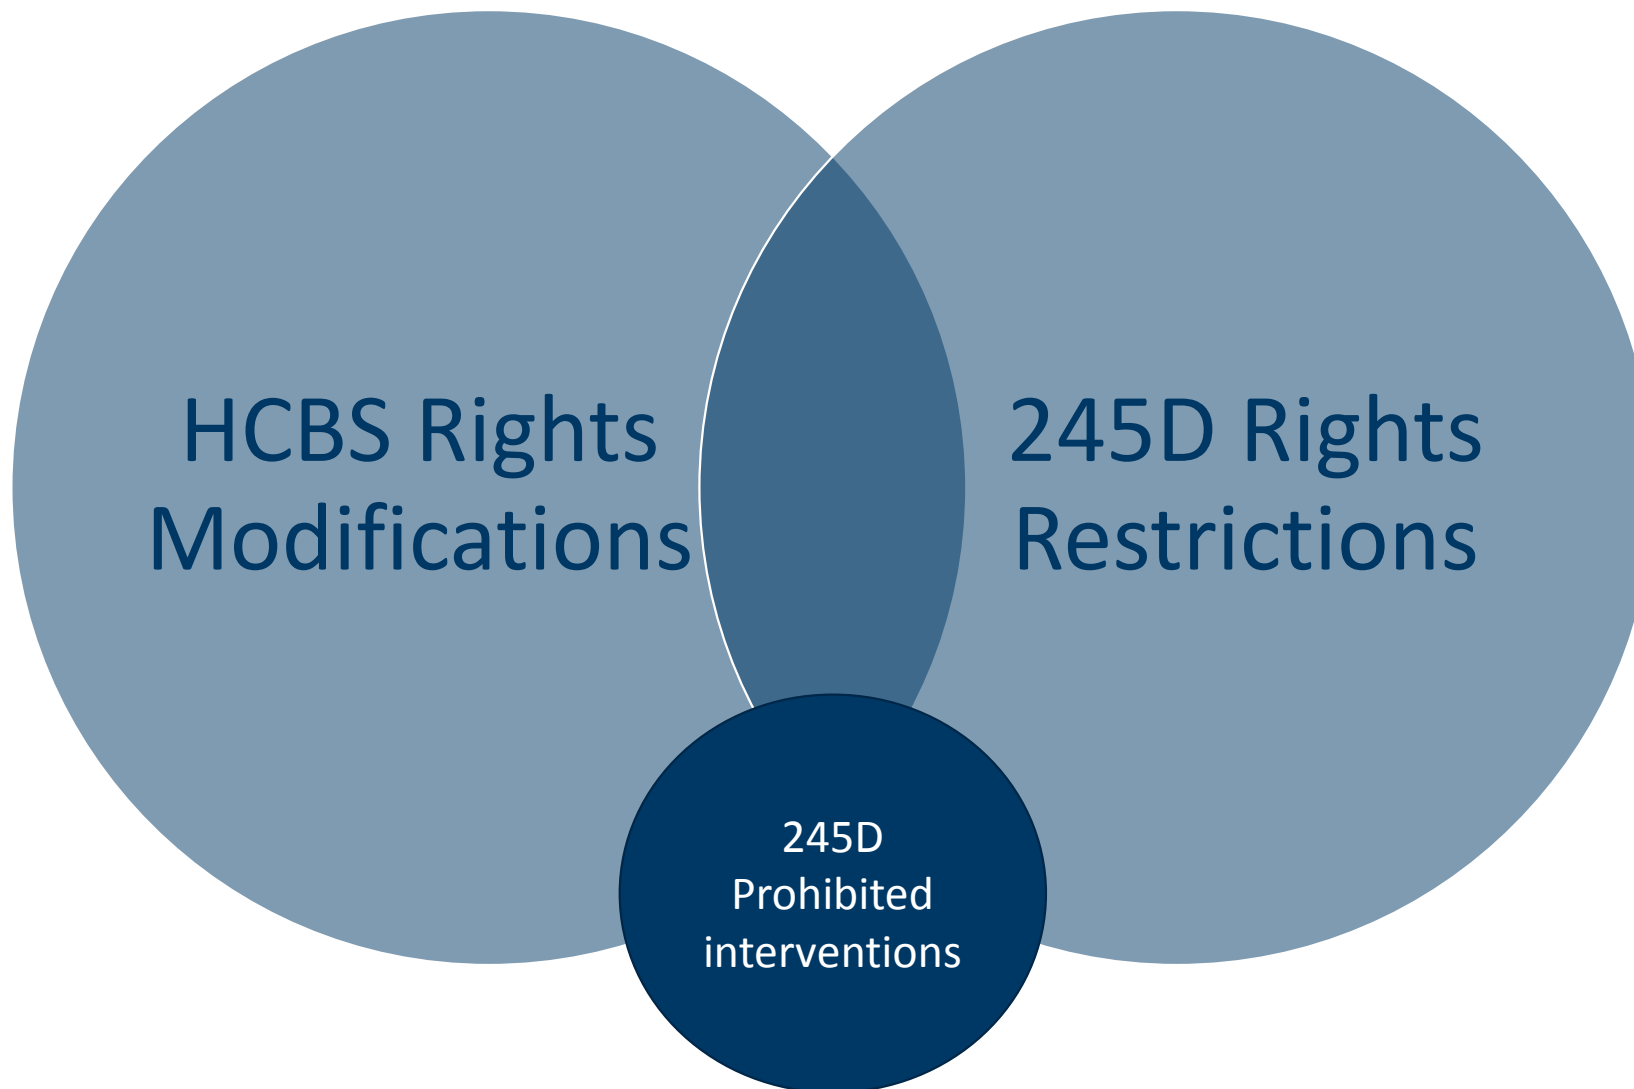 HCBS Rights
Modifications
245D Rights
Restrictions
245D
Prohibited
interventions